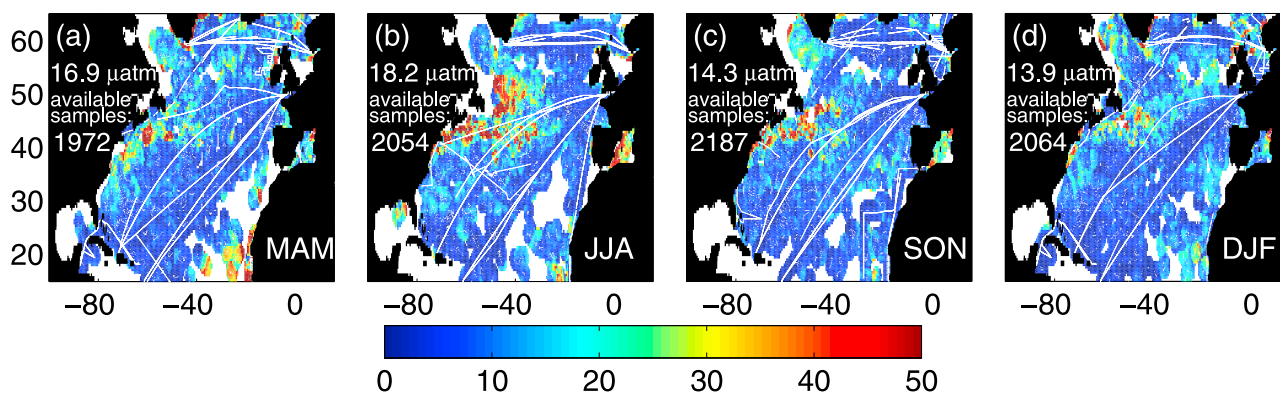 (a)
16.9 µatm
available
samples:
1972
MAM
(b)
18.2 µatm
available
samples:
2054
JJA
(c)
14.3 µatm
available
samples:
2187
SON
(d)
13.9 µatm
available
samples:
2064
DJF
60
50
40
30
20
−80 −40 0
−80 −40 0
−80 −40 0
−80 −40 0
0 10 20 30 40 50